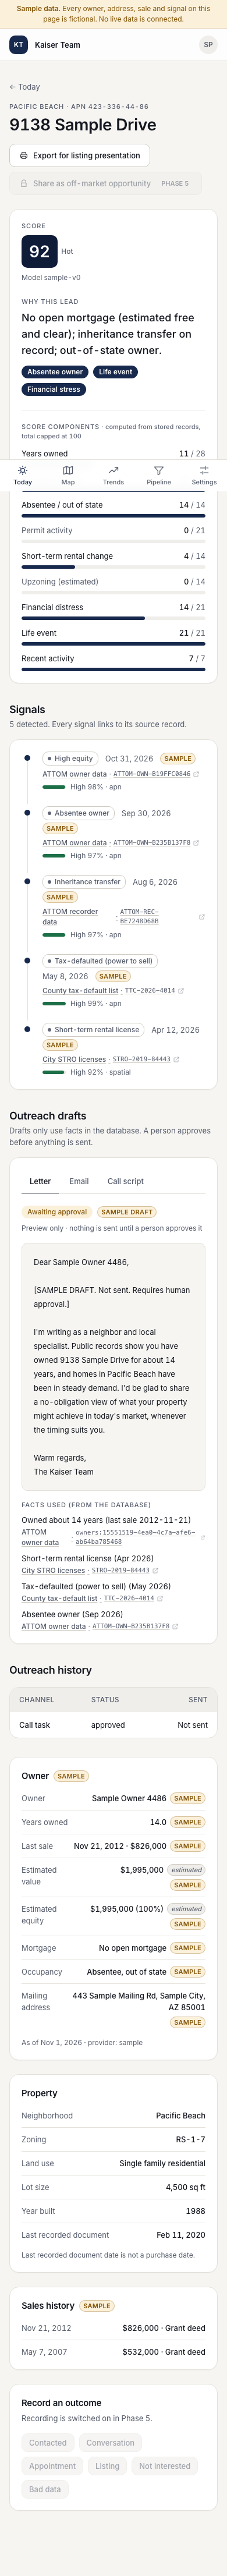 Sample data. Every owner, address, sale and signal on this
page is fictional. No live data is connected.
KT Kaiser Team SP
← Today
PACIFIC BEACH · APN 423-336-44-86
9138 Sample Drive
Export for listing presentation
Share as off-market opportunity PHASE 5
SCORE
92 Hot
Model sample-v0
WHY THIS LEAD
No open mortgage (estimated free
and clear); inheritance transfer on
record; out-of-state owner.
Absentee owner Life event
Financial stress
SCORE COMPONENTS · computed from stored records,
total capped at 100
Years owned 11 / 28
Today Map Trends Pipeline Settings
Absentee / out of state 14 / 14
Permit activity 0 / 21
Short-term rental change 4 / 14
Upzoning (estimated) 0 / 14
Financial distress 14 / 21
Life event 21 / 21
Recent activity 7 / 7
Signals
5 detected. Every signal links to its source record.
High equity Oct 31, 2026 SAMPLE
ATTOM owner data · ATTOM-OWN-B19FFC0846
High 98% · apn
Absentee owner Sep 30, 2026
SAMPLE
ATTOM owner data · ATTOM-OWN-B235B137F8
High 97% · apn
Inheritance transfer Aug 6, 2026
SAMPLE
ATTOM recorder data · ATTOM-REC-8E7248D68B
High 97% · apn
Tax-defaulted (power to sell)
May 8, 2026 SAMPLE
County tax-default list · TTC-2026-4014
High 99% · apn
Short-term rental license Apr 12, 2026
SAMPLE
City STRO licenses · STRO-2019-84443
High 92% · spatial
Outreach drafts
Drafts only use facts in the database. A person approves
before anything is sent.
Letter Email Call script
Awaiting approval SAMPLE DRAFT
Preview only · nothing is sent until a person approves it
Dear Sample Owner 4486,
[SAMPLE DRAFT. Not sent. Requires human
approval.]
I'm writing as a neighbor and local
specialist. Public records show you have
owned 9138 Sample Drive for about 14
years, and homes in Pacific Beach have
been in steady demand. I'd be glad to share
a no-obligation view of what your property
might achieve in today's market, whenever
the timing suits you.
Warm regards,
The Kaiser Team
FACTS USED (FROM THE DATABASE)
Owned about 14 years (last sale 2012-11-21)
ATTOM owner data · owners:15551519-4ea0-4c7a-afe6-ab64ba785468
Short-term rental license (Apr 2026)
City STRO licenses · STRO-2019-84443
Tax-defaulted (power to sell) (May 2026)
County tax-default list · TTC-2026-4014
Absentee owner (Sep 2026)
ATTOM owner data · ATTOM-OWN-B235B137F8
Outreach history
CHANNEL STATUS SENT
Call task approved Not sent
Owner SAMPLE
Owner Sample Owner 4486 SAMPLE
Years owned 14.0 SAMPLE
Last sale Nov 21, 2012 · $826,000 SAMPLE
Estimated value $1,995,000 estimated SAMPLE
Estimated equity $1,995,000 (100%) estimated SAMPLE
Mortgage No open mortgage SAMPLE
Occupancy Absentee, out of state SAMPLE
Mailing address 443 Sample Mailing Rd, Sample City, AZ 85001 SAMPLE
As of Nov 1, 2026 · provider: sample
Property
Neighborhood Pacific Beach
Zoning RS-1-7
Land use Single family residential
Lot size 4,500 sq ft
Year built 1988
Last recorded document Feb 11, 2020
Last recorded document date is not a purchase date.
Sales history SAMPLE
Nov 21, 2012 $826,000 · Grant deed
May 7, 2007 $532,000 · Grant deed
Record an outcome
Recording is switched on in Phase 5.
Contacted Conversation
Appointment Listing Not interested
Bad data